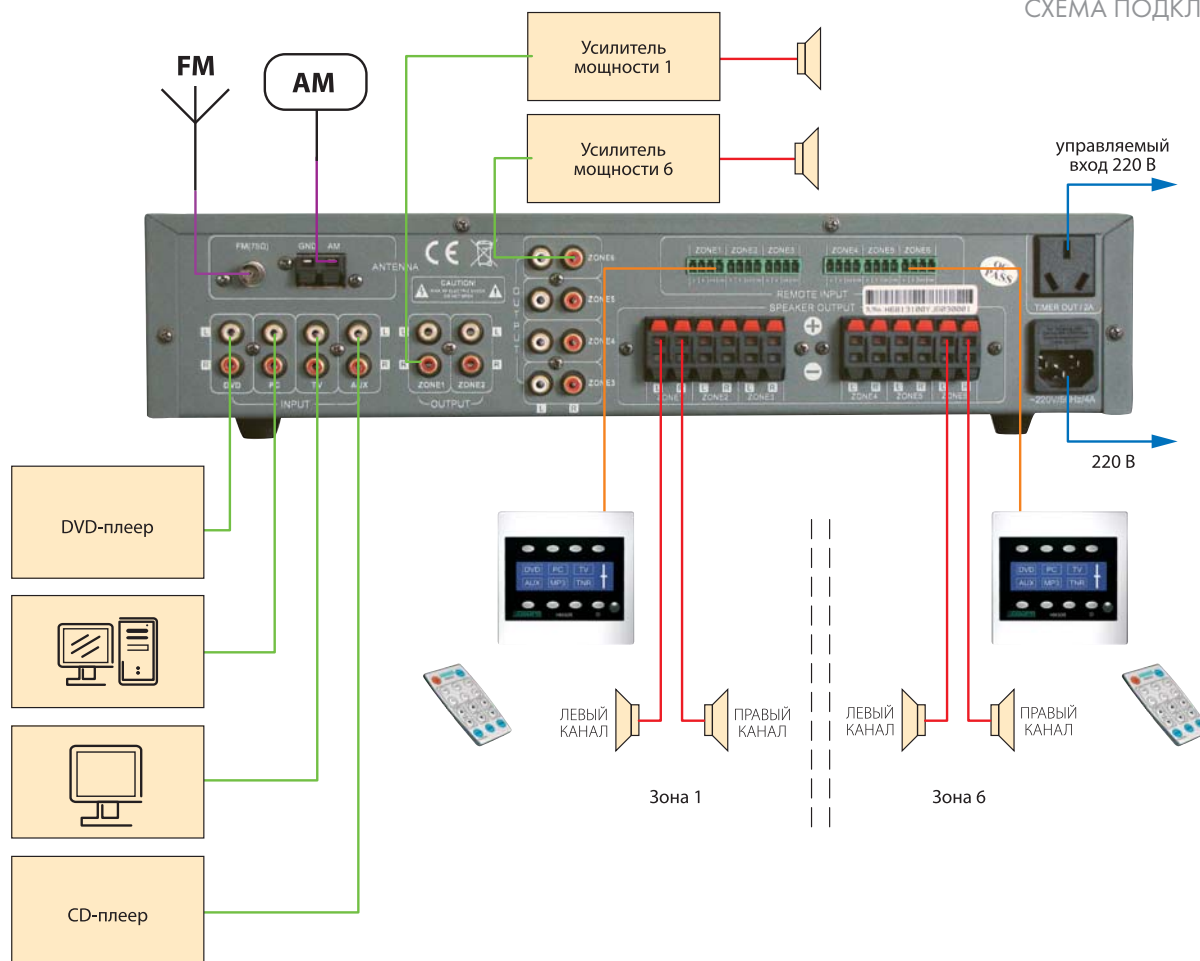 СХЕМА ПОДКЛ
FM
AM
Усилитель
мощности 1
Усилитель
мощности 6
управляемый
вход 220 В
FM(75Ω)
GND AM
ANTENNA
CAUTION!
ZONE6
ZONE5
ZONE4
ZONE3
OUTPUT
L R
ZONE1 ZONE2 ZONE3
ZONE4 ZONE5 ZONE6
REMOTE INPUT
SPEAKER OUTPUT
QC
PASS
TIMER OUT / 2A
~220V/50Hz/4A
L L L
R R R
DVD PC TV AUX
INPUT
ZONE1 ZONE2
OUTPUT
L R L R L R
ZONE1 ZONE2 ZONE3
L R L R L R
ZONE4 ZONE5 ZONE6
220 В
DVD-плеер
DVD PC TV
AUX MP3 TNR
DVD PC TV
AUX MP3 TNR
ЛЕВЫЙ
КАНАЛ
ПРАВЫЙ
КАНАЛ
ЛЕВЫЙ
КАНАЛ
ПРАВЫЙ
КАНАЛ
Зона 1
Зона 6
CD-плеер